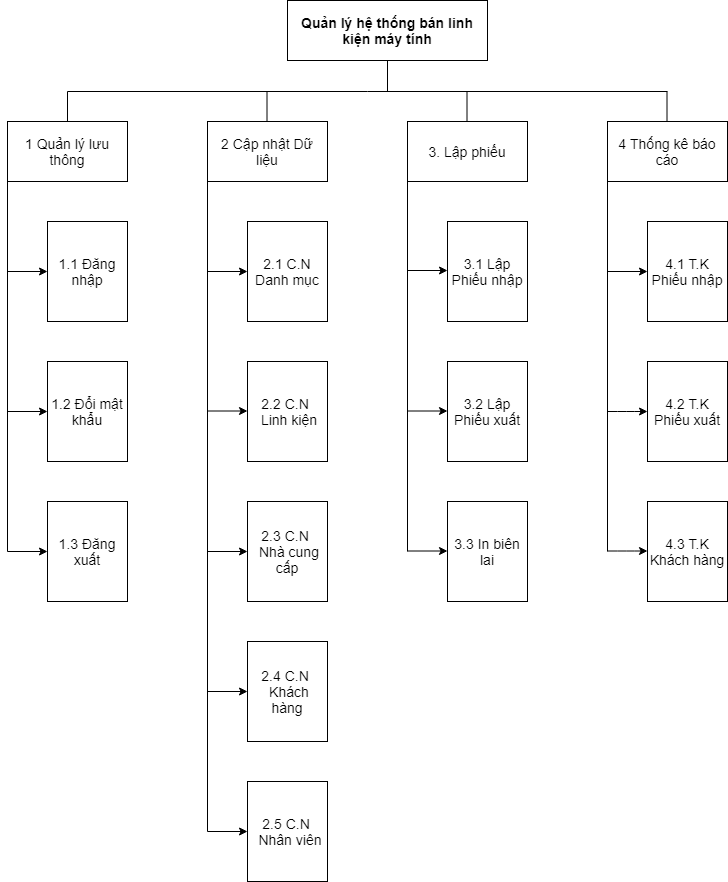 Quản lý hệ thống bán linh
kiện máy tính
1 Quản lý lưu
thông
2 Cập nhật Dữ
liệu
3. Lập phiếu
4 Thống kê báo
cáo
1.1 Đăng
nhập
2.1 C.N
Danh mục
3.1 Lập
Phiếu nhập
4.1 T.K
Phiếu nhập
1.2 Đổi mật
khẩu
2.2 C.N
Linh kiện
3.2 Lập
Phiếu xuất
4.2 T.K
Phiếu xuất
1.3 Đăng
xuất
2.3 C.N
Nhà cung
cấp
3.3 In biên
lai
4.3 T.K
Khách hàng
2.4 C.N
Khách
hàng
2.5 C.N
Nhân viên